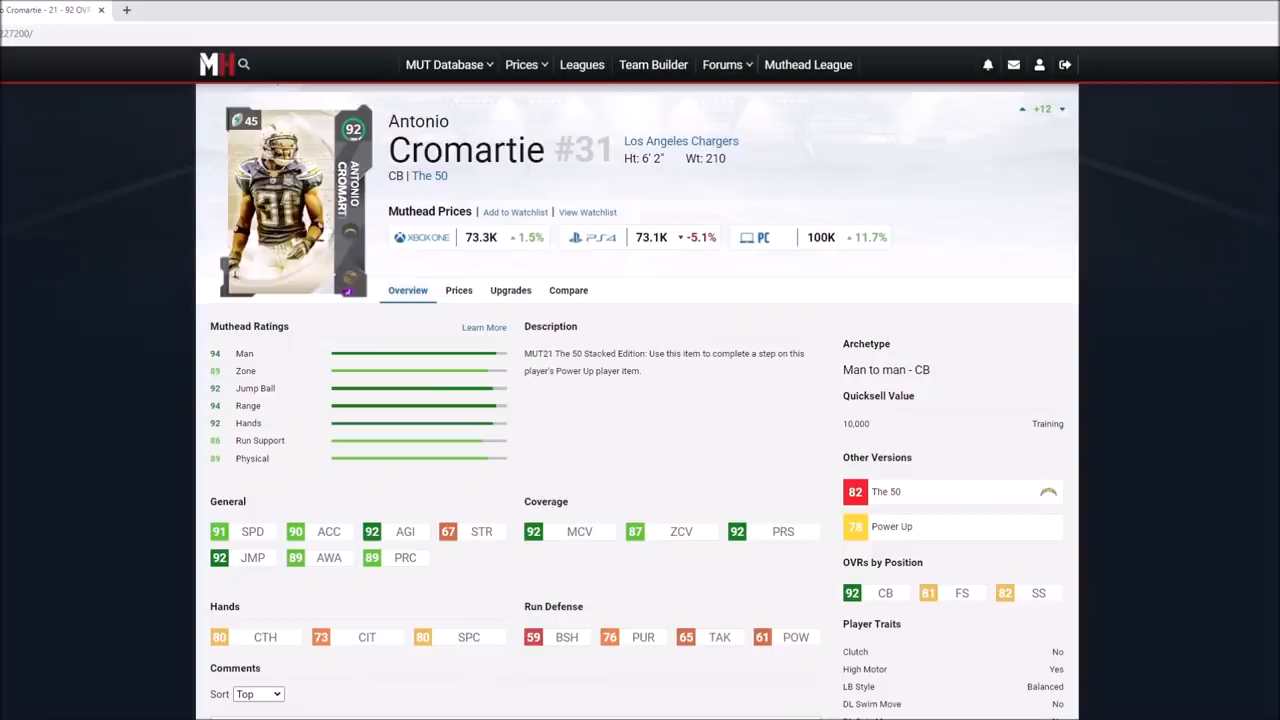 o Cromartie - 21 - 92 OV
227200/
MH MUT Database Prices Leagues Team Builder Forums Muthead League
45
92
ANTONIO
CROMART
Antonio
Cromartie #31
Los Angeles Chargers
Ht: 6' 2" Wt: 210
CB | The 50
+12
Muthead Prices | Add to Watchlist | View Watchlist
XBOX ONE 73.3K 1.5% PS4 73.1K -5.1% PC 100K 11.7%
Overview Prices Upgrades Compare
Muthead Ratings Learn More
94 Man
89 Zone
92 Jump Ball
94 Range
92 Hands
86 Run Support
89 Physical
Description
MUT21 The 50 Stacked Edition: Use this item to complete a step on this
player's Power Up player item.
Archetype
Man to man - CB
Quicksell Value
10,000 Training
Other Versions
82 The 50
78 Power Up
OVRs by Position
92 CB 81 FS 82 SS
Player Traits
Clutch No
High Motor Yes
LB Style Balanced
DL Swim Move No
General
91 SPD 90 ACC 92 AGI 67 STR
92 JMP 89 AWA 89 PRC
Coverage
92 MCV 87 ZCV 92 PRS
Hands
80 CTH 73 CIT 80 SPC
Run Defense
59 BSH 76 PUR 65 TAK 61 POW
Comments
Sort Top